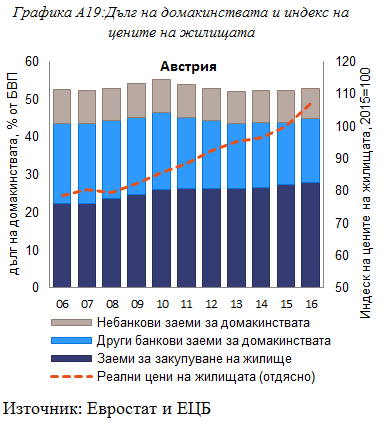 Графика А19:Дълг на домакинствата и индекс на
цените на жилищата
Австрия
дълг на домакинствата, % от БВП
60
50
40
30
20
10
0
120
110
100
90
80
70
60
50
Индеск на цените на жилищата, 2015=100
06 07 08 09 10 11 12 13 14 15 16
Небанкови заеми за домакинствата
Други банкови заеми за домакинствата
Заеми за закупуване на жилище
Реални цени на жилищата (отдясно)
Източник: Евростат и ЕЦБ